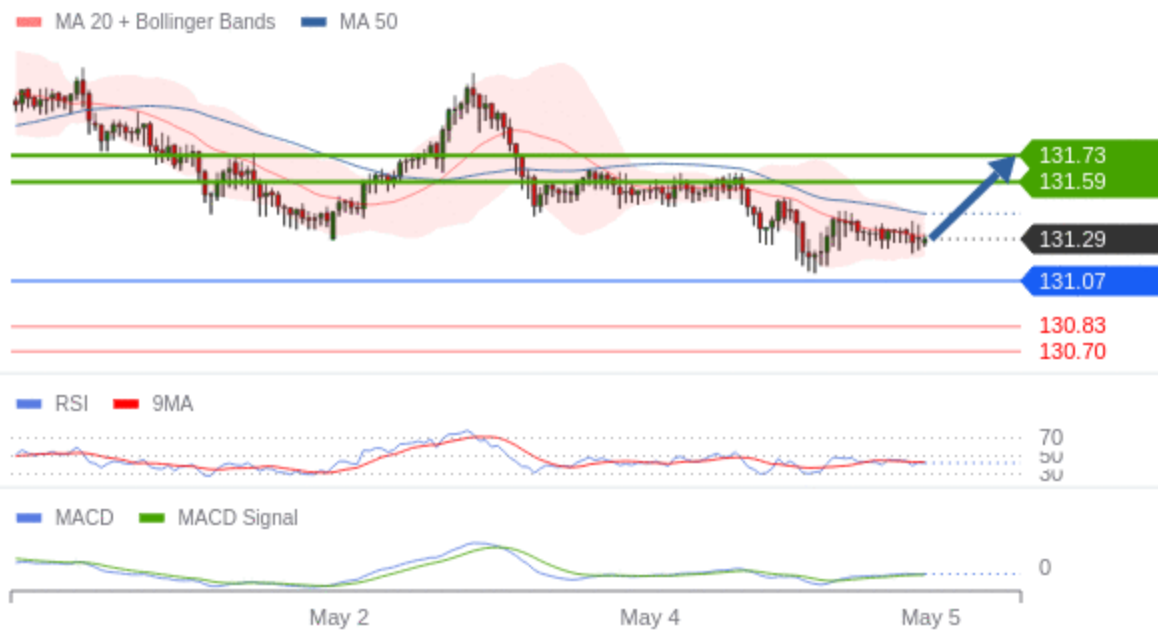 MA 20 + Bollinger Bands MA 50
131.73
131.59
131.29
131.07
130.83
130.70
RSI 9MA
70
50
30
MACD MACD Signal
0
May 2 May 4 May 5